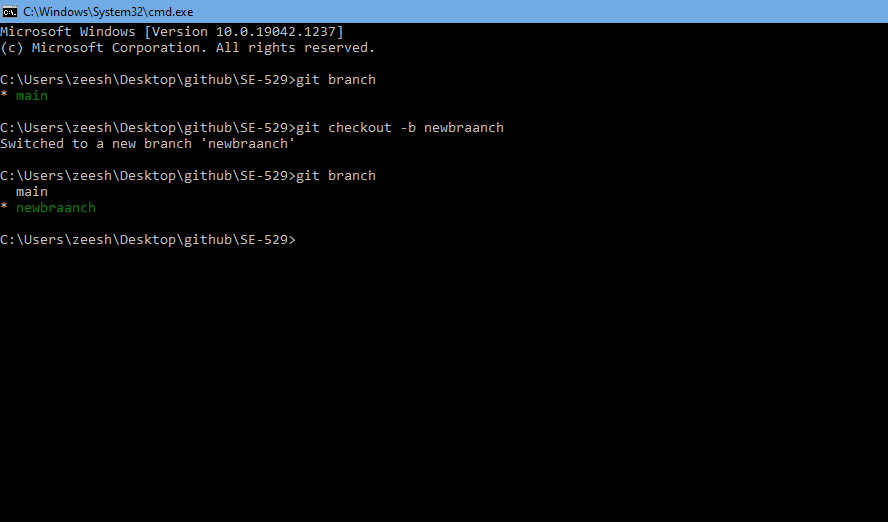 C:\Windows\System32\cmd.exe
Microsoft Windows [Version 10.0.19042.1237]
(c) Microsoft Corporation. All rights reserved.
C:\Users\zeesh\Desktop\github\SE-529>git branch
* main
C:\Users\zeesh\Desktop\github\SE-529>git checkout -b newbraanch
Switched to a new branch 'newbraanch'
C:\Users\zeesh\Desktop\github\SE-529>git branch
main
* newbraanch
C:\Users\zeesh\Desktop\github\SE-529>